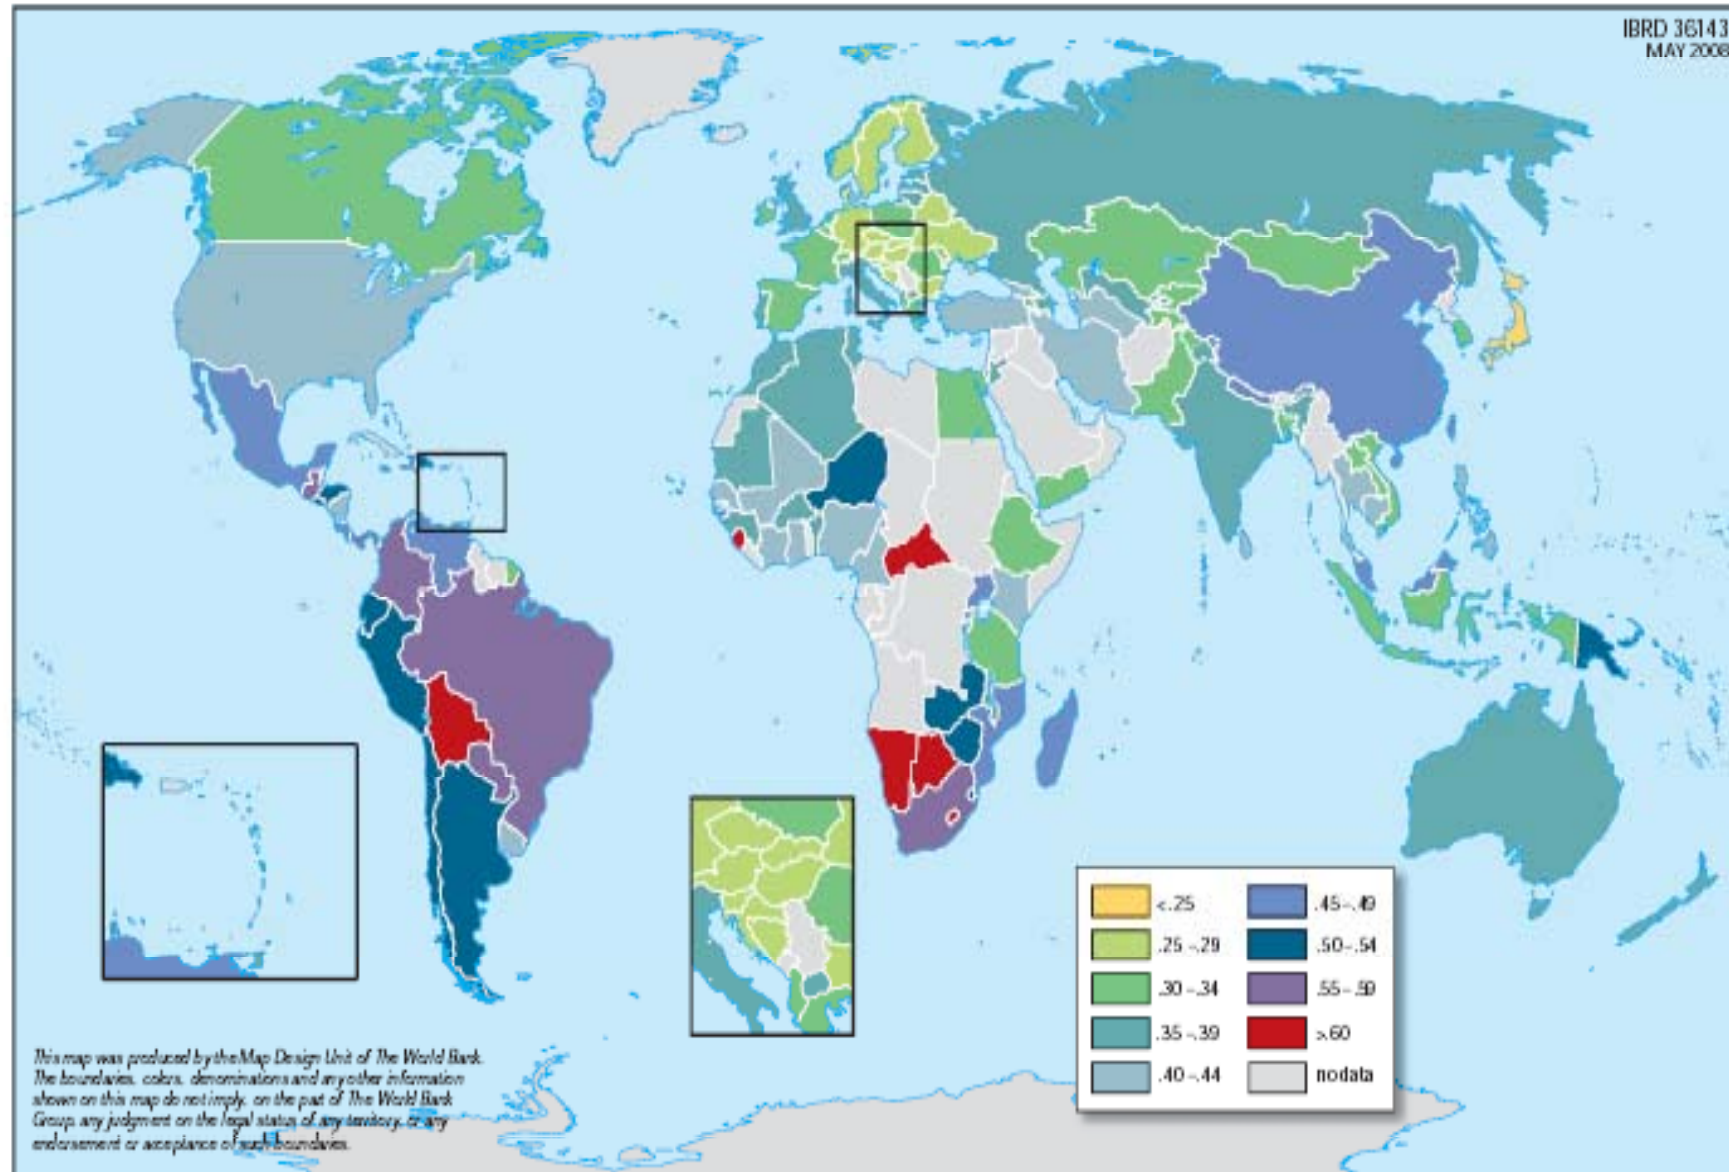 IBRD 36143
MAY 2008
<.25
.25–.29
.30–.34
.35–.39
.40–.44
.45–.49
.50–.54
.55–.59
>.60
no data
This map was produced by the Map Design Unit of The World Bank.
The boundaries, colors, denominations and any other information
shown on this map do not imply, on the part of The World Bank
Group, any judgment on the legal status of any territory, or any
endorsement or acceptance of such boundaries.